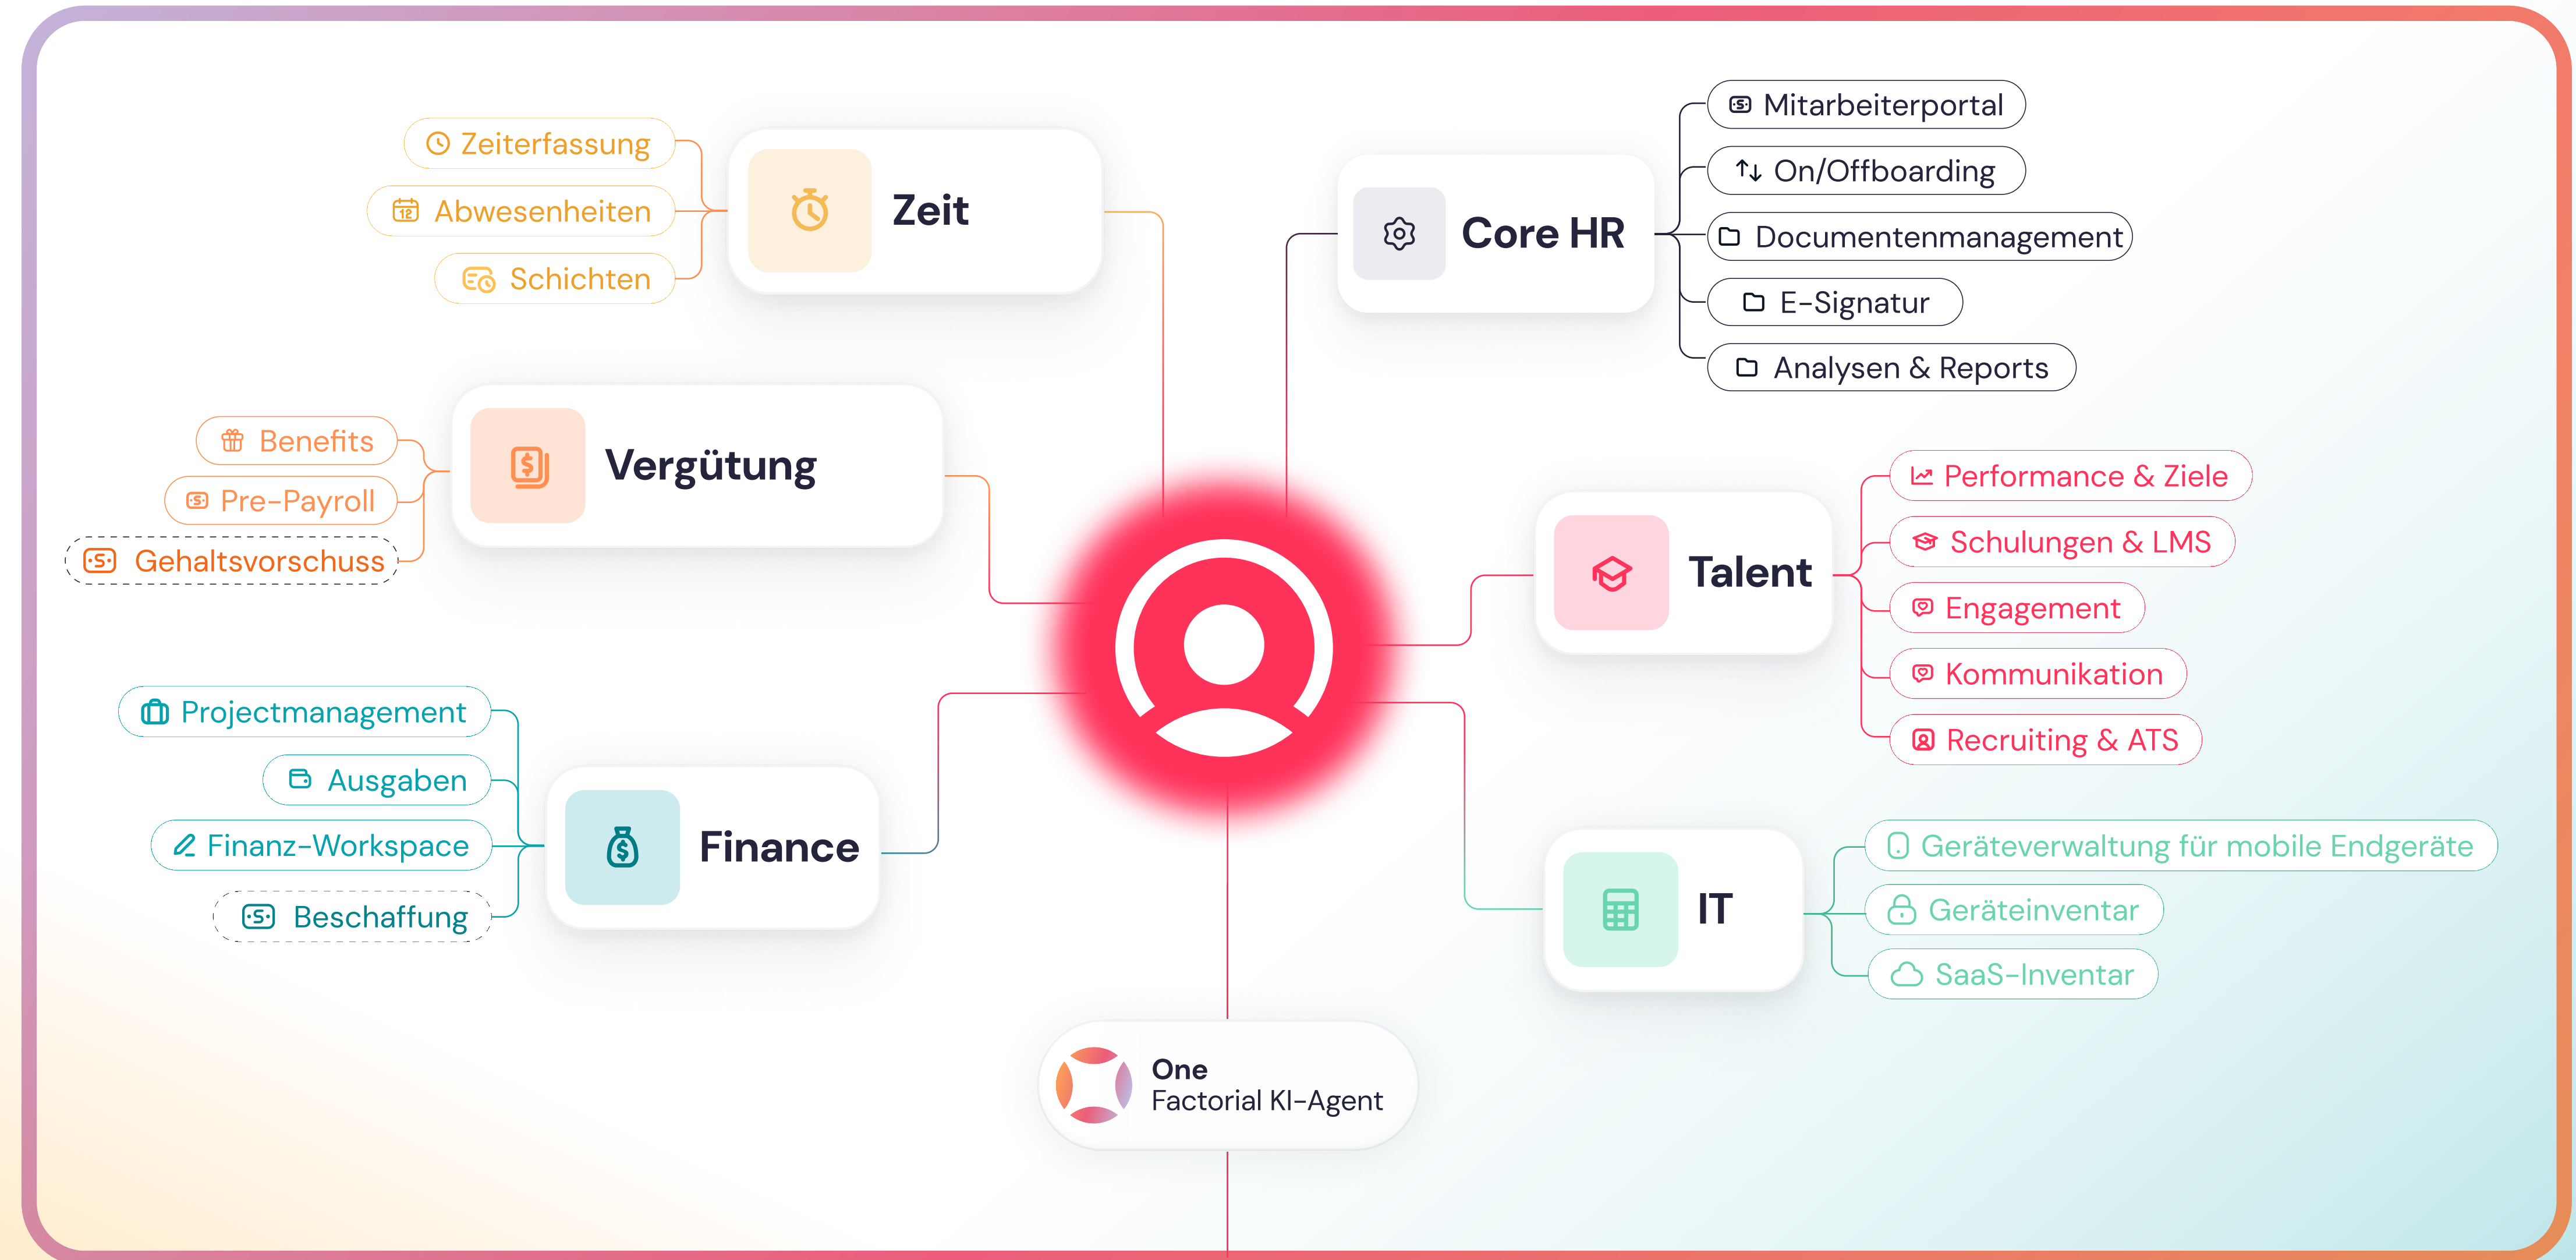 Zeiterfassung
Abwesenheiten
12
Schichten
Zeit
Benefits
Pre-Payroll
Gehaltsvorschuss
Vergütung
Projectmanagement
Ausgaben
Finanz-Workspace
Beschaffung
Finance
Core HR
Mitarbeiterportal
On/Offboarding
Documentenmanagement
E-Signatur
Analysen & Reports
Talent
Performance & Ziele
Schulungen & LMS
Engagement
Kommunikation
Recruiting & ATS
IT
Geräteverwaltung für mobile Endgeräte
Geräteinventar
SaaS-Inventar
One
Factorial KI-Agent